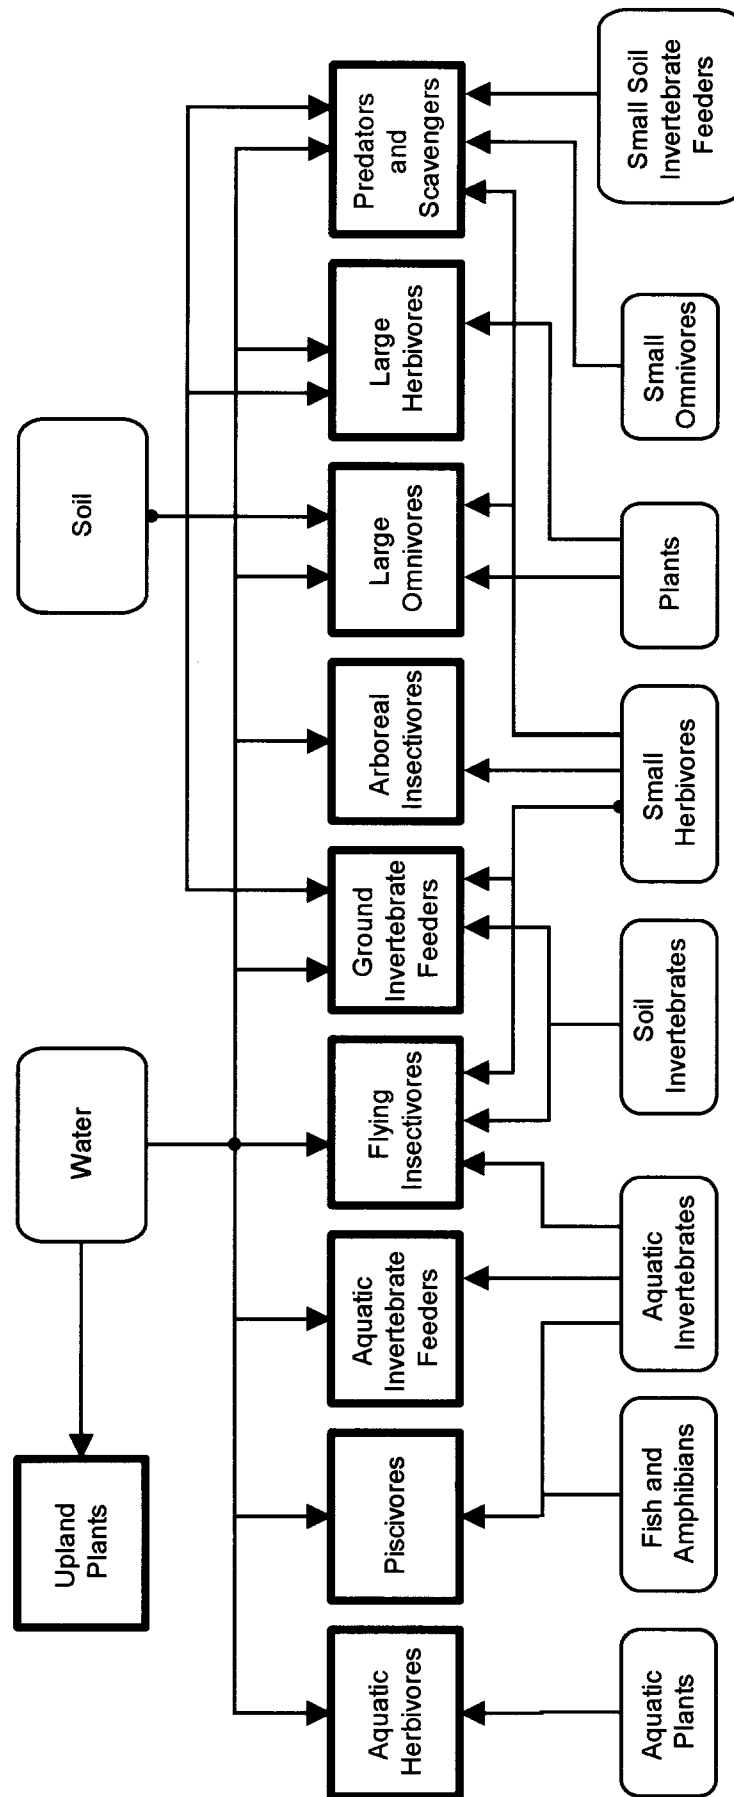 Upland
Plants
Water
Soil
Aquatic
Herbivores
Piscivores
Aquatic
Invertebrate
Feeders
Flying
Insectivores
Ground
Invertebrate
Feeders
Arboreal
Insectivores
Large
Omnivores
Large
Herbivores
Predators
and
Scavengers
Aquatic
Plants
Fish and
Amphibians
Aquatic
Invertebrates
Soil
Invertebrates
Small
Herbivores
Plants
Small
Omnivores
Small Soil
Invertebrate
Feeders